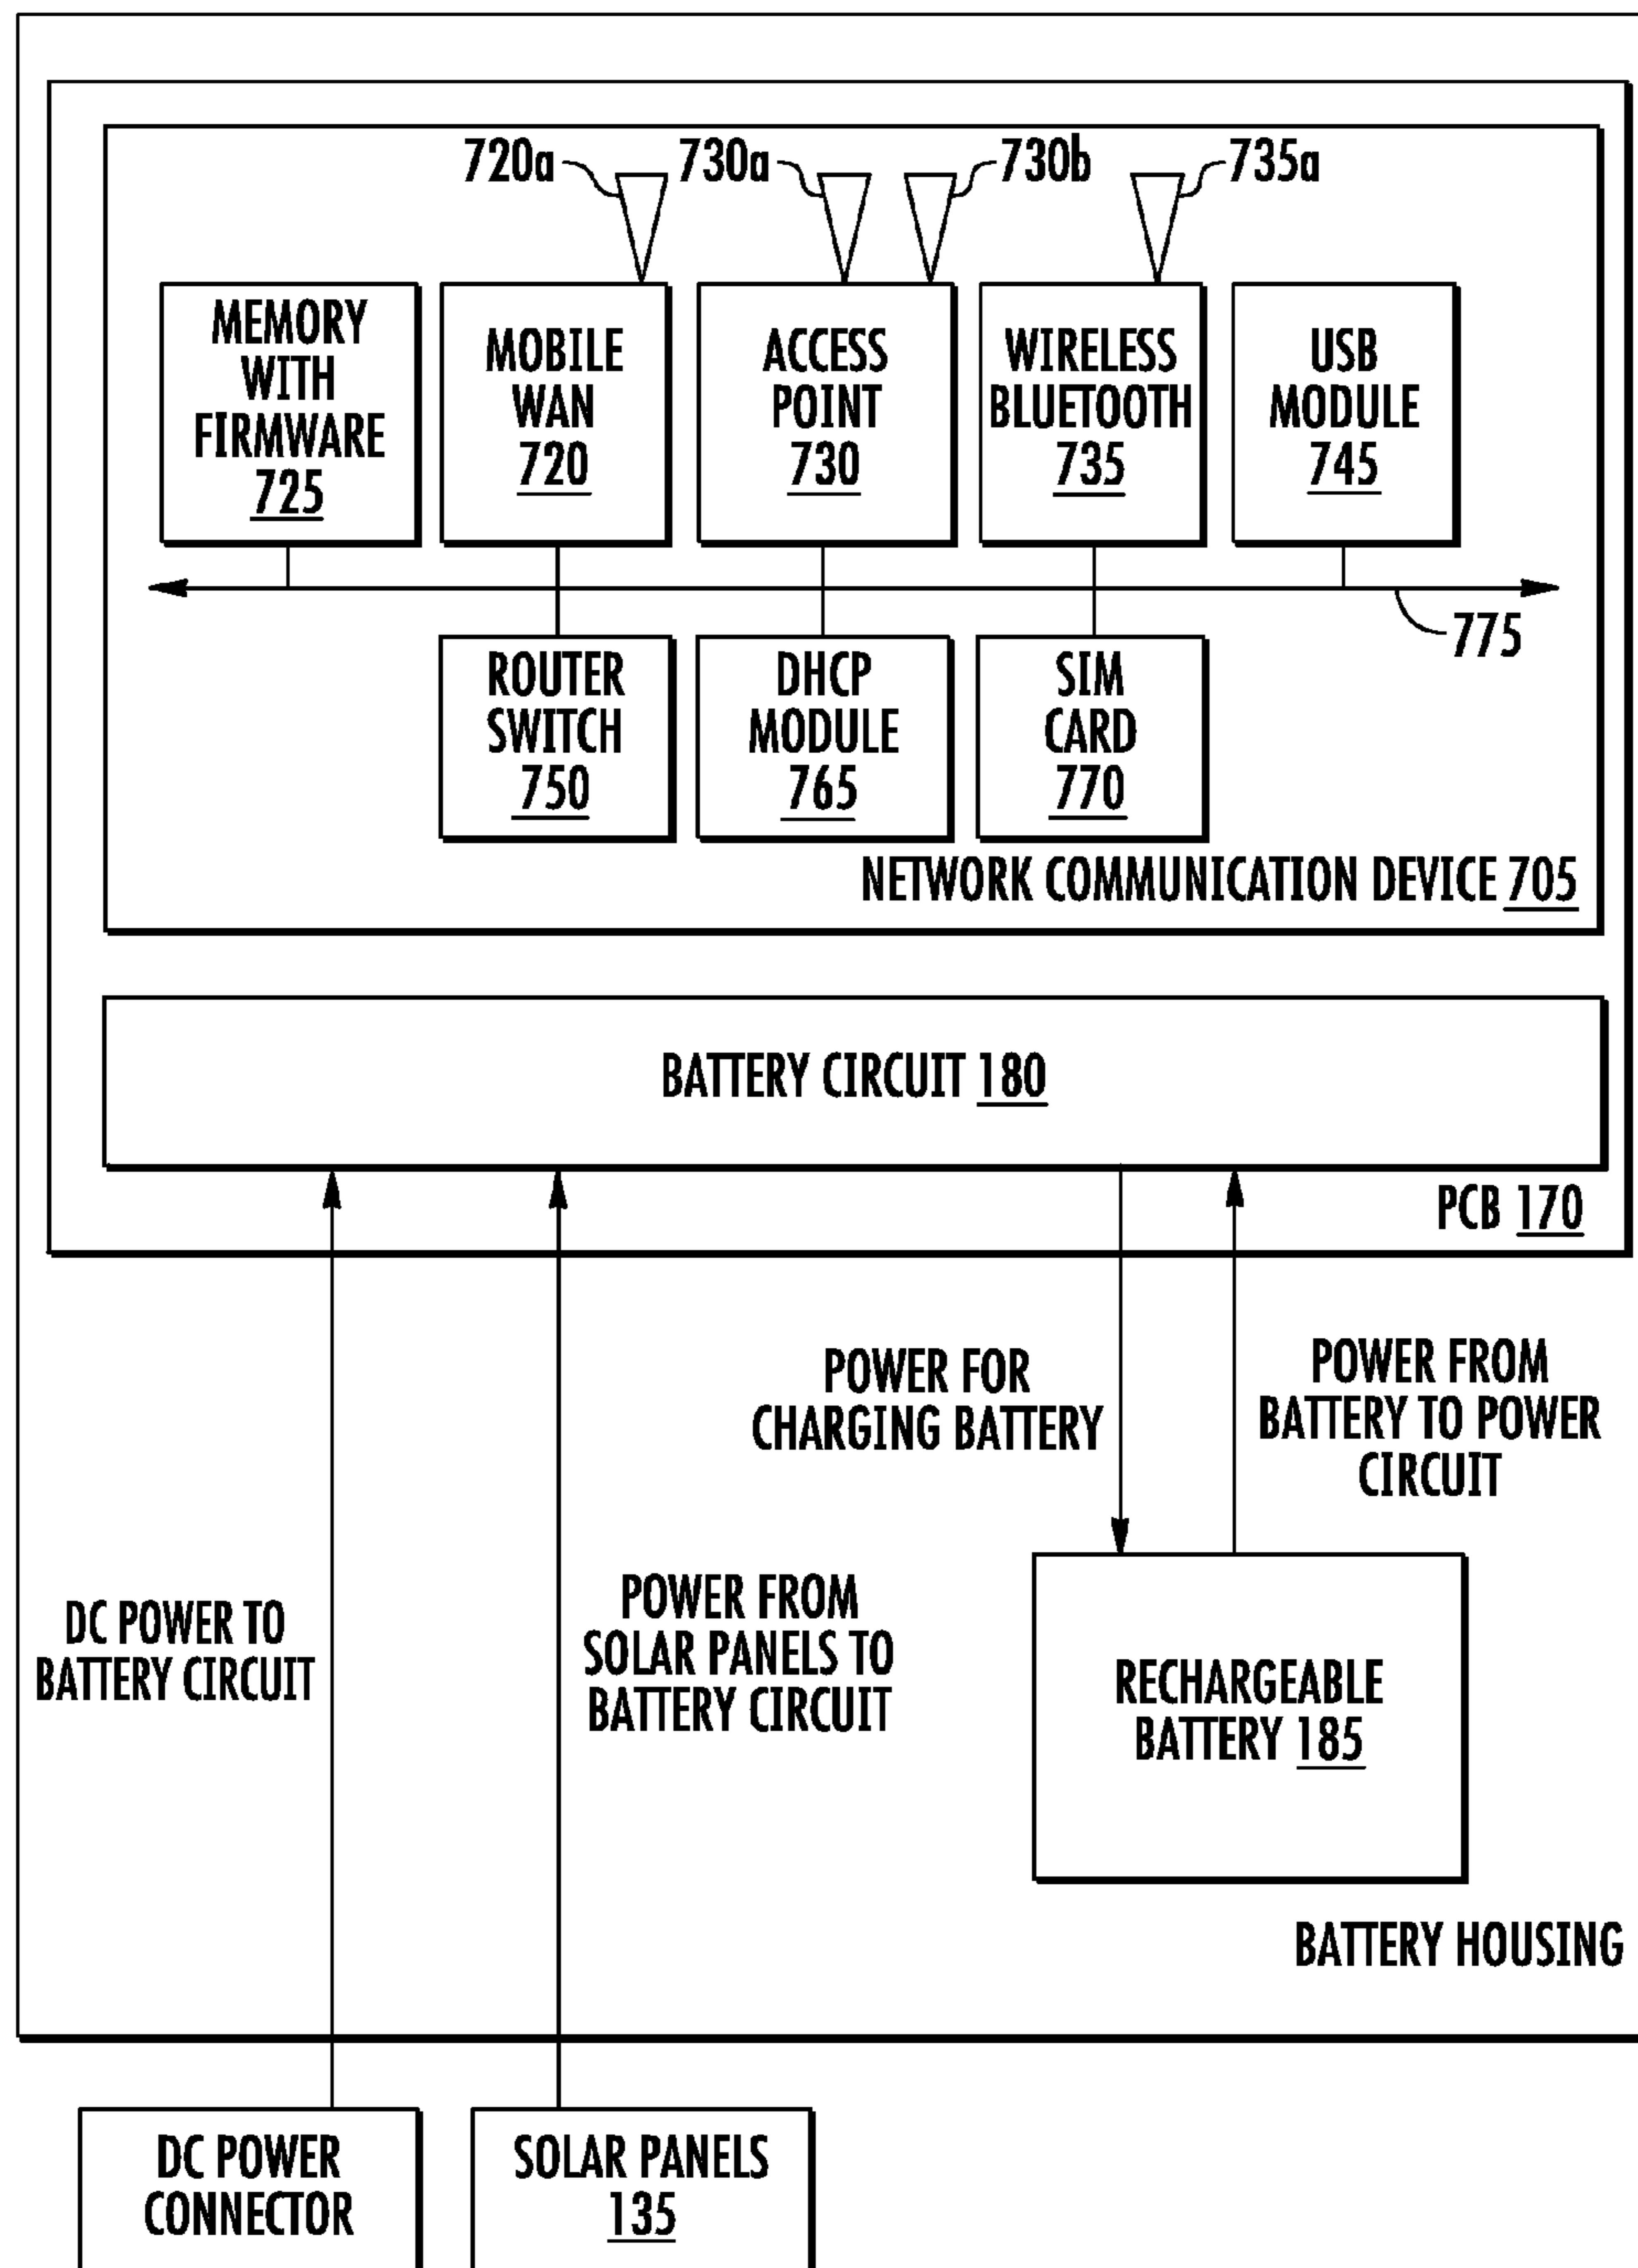 720a 730a 730b 735a
MEMORY
WITH
FIRMWARE
725
MOBILE
WAN
720
ACCESS
POINT
730
WIRELESS
BLUETOOTH
735
USB
MODULE
745
775
ROUTER
SWITCH
750
DHCP
MODULE
765
SIM
CARD
770
NETWORK COMMUNICATION DEVICE 705
BATTERY CIRCUIT 180
PCB 170
POWER FOR
CHARGING BATTERY
POWER FROM
BATTERY TO POWER
CIRCUIT
DC POWER TO
BATTERY CIRCUIT
POWER FROM
SOLAR PANELS TO
BATTERY CIRCUIT
RECHARGEABLE
BATTERY 185
BATTERY HOUSING
DC POWER
CONNECTOR
SOLAR PANELS
135